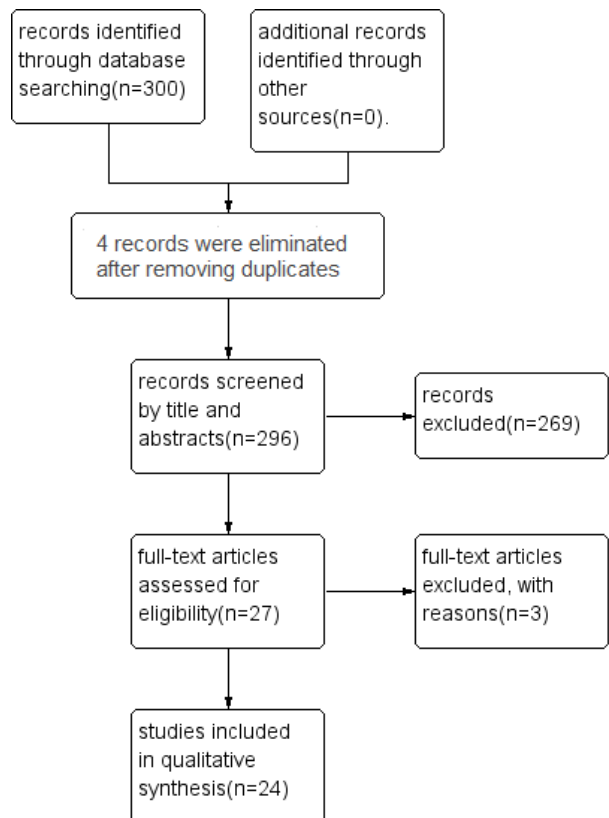 records identified
through database
searching(n=300)
additional records
identified through
other
sources(n=0).
4 records were eliminated
after removing duplicates
records screened
by title and
abstracts(n=296)
records
excluded(n=269)
full-text articles
assessed for
eligibility(n=27)
full-text articles
excluded, with
reasons(n=3)
studies included
in qualitative
synthesis(n=24)